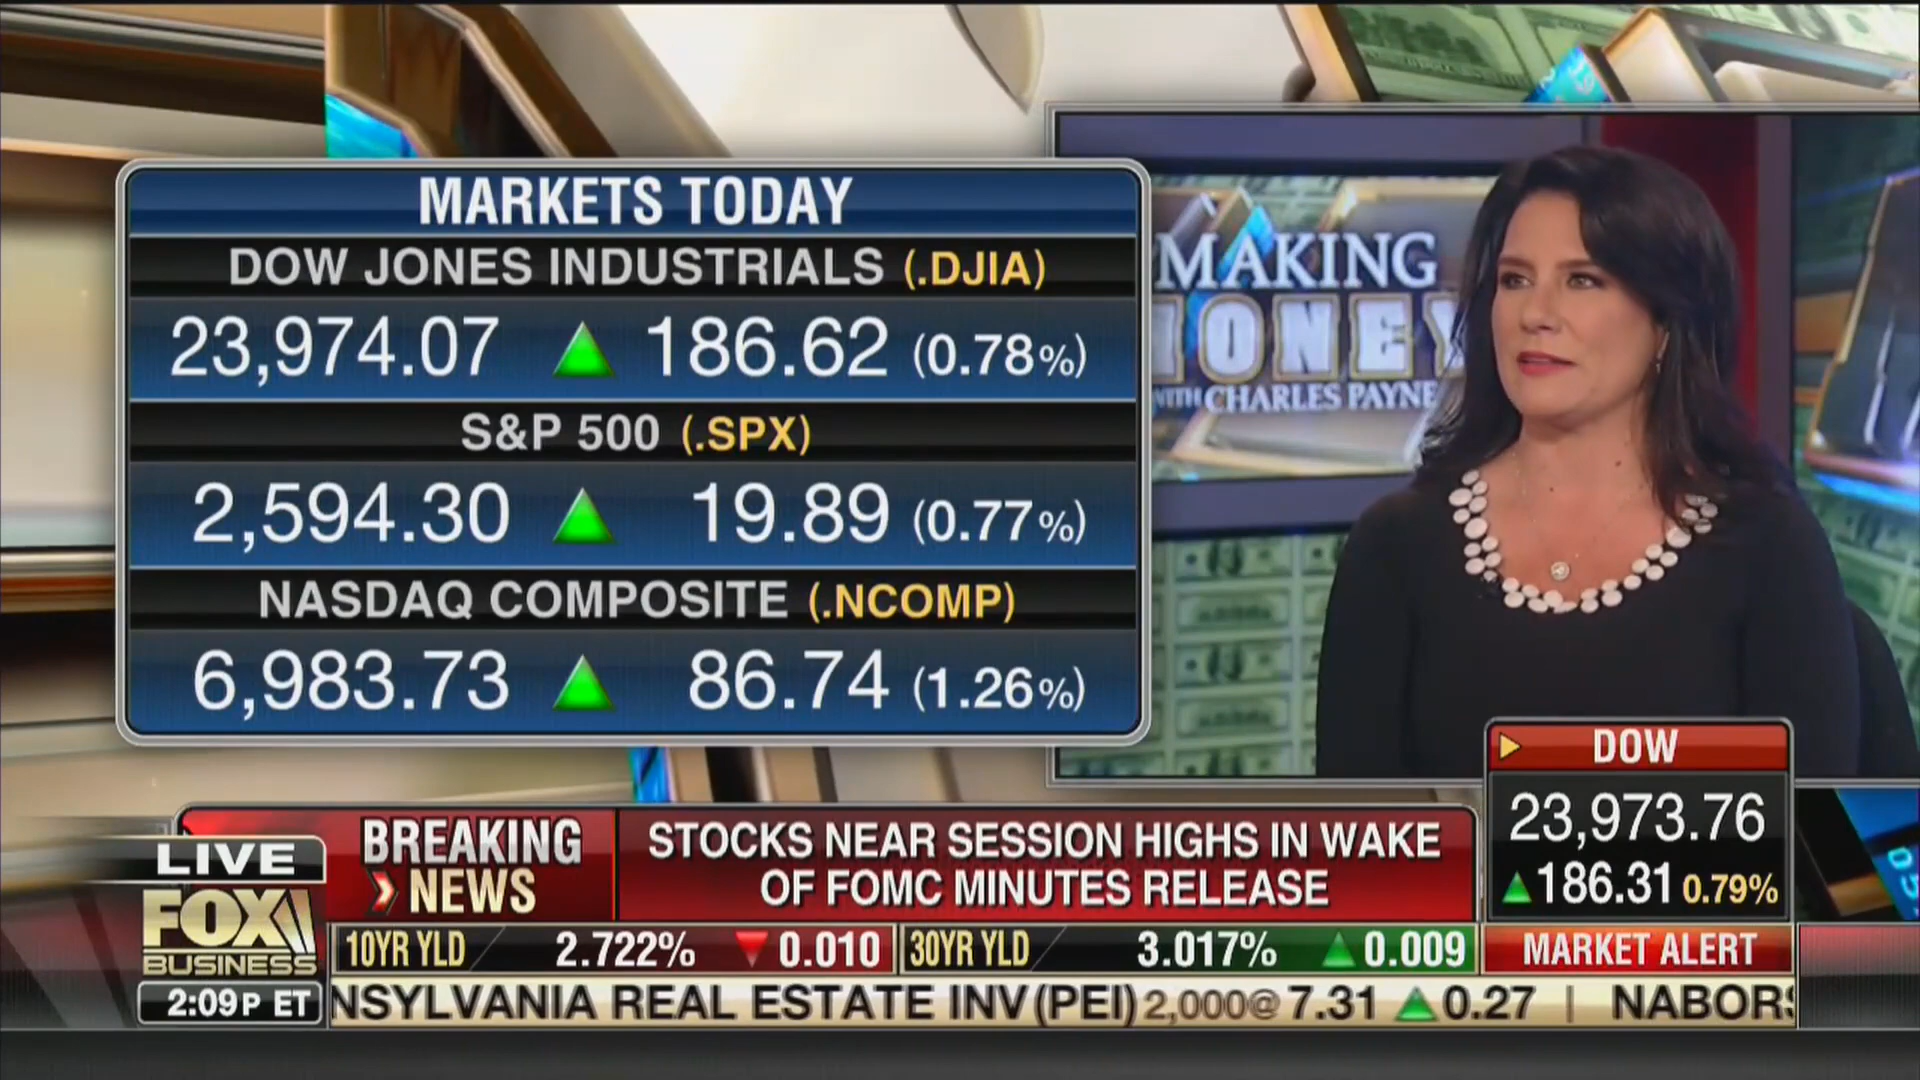 MARKETS TODAY
DOW JONES INDUSTRIALS (.DJIA)
23,974.07 ▲ 186.62 (0.78%)
S&P 500 (.SPX)
2,594.30 ▲ 19.89 (0.77%)
NASDAQ COMPOSITE (.NCOMP)
6,983.73 ▲ 86.74 (1.26%)
MAKING
ONEY
WITH CHARLES PAYNE
DOW
23,973.76
▲186.31 0.79%
MARKET ALERT
BREAKING
NEWS
STOCKS NEAR SESSION HIGHS IN WAKE
OF FOMC MINUTES RELEASE
LIVE
FOX
BUSINESS
2:09P ET
10YR YLD 2.722% ▼ 0.010
30YR YLD 3.017% ▲ 0.009
NSYLVANIA REAL ESTATE INV(PEI) 2,000@ 7.31 ▲0.27 | NABORS